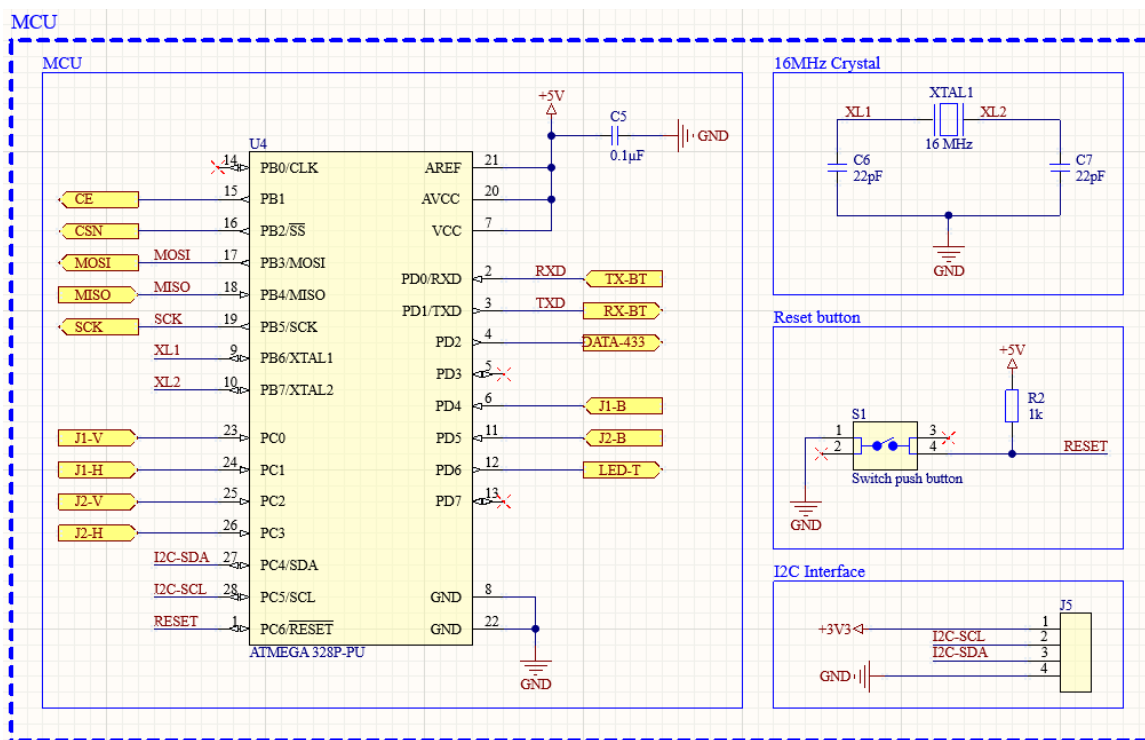 MCU
MCU
U4
14 PB0/CLK
CE 15 PB1
CSN 16 PB2/SS
MOSI MOSI 17 PB3/MOSI
MISO MISO 18 PB4/MISO
SCK SCK 19 PB5/SCK
XL1 9 PB6/XTAL1
XL2 10 PB7/XTAL2
J1-V 23 PC0
J1-H 24 PC1
J2-V 25 PC2
J2-H 26 PC3
I2C-SDA 27 PC4/SDA
I2C-SCL 28 PC5/SCL
RESET 1 PC6/RESET
ATMEGA 328P-PU
+5V
C5
0.1µF
GND
AREF 21
AVCC 20
VCC 7
PD0/RXD 2 RXD TX-BT
PD1/TXD 3 TXD RX-BT
PD2 4 DATA-433
PD3 5
PD4 6 J1-B
PD5 11 J2-B
PD6 12 LED-T
PD7 13
GND 8
GND 22
GND
16MHz Crystal
XTAL1
XL1 XL2
16 MHz
C6
22pF
C7
22pF
GND
Reset button
+5V
R2
1k
S1
1 3
2 4
RESET
Switch push button
GND
I2C Interface
J5
+3V3 1
I2C-SCL 2
I2C-SDA 3
GND 4